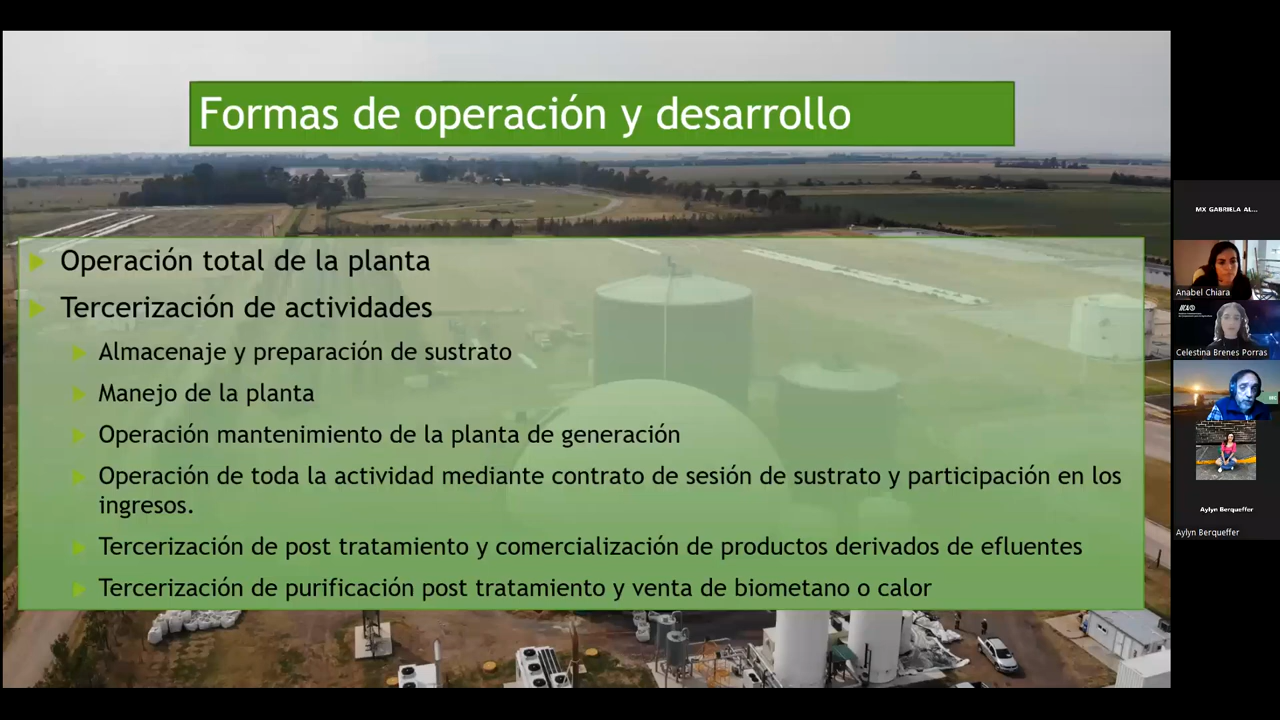 Formas de operación y desarrollo
Operación total de la planta
Tercerización de actividades
Almacenaje y preparación de sustrato
Manejo de la planta
Operación mantenimiento de la planta de generación
Operación de toda la actividad mediante contrato de sesión de sustrato y participación en los
ingresos.
Tercerización de post tratamiento y comercialización de productos derivados de efluentes
Tercerización de purificación post tratamiento y venta de biometano o calor
MX GABRIELA AL...
Anabel Chiara
Celestina Brenes Porras
Aylyn Berqueffer
Aylyn Berqueffer